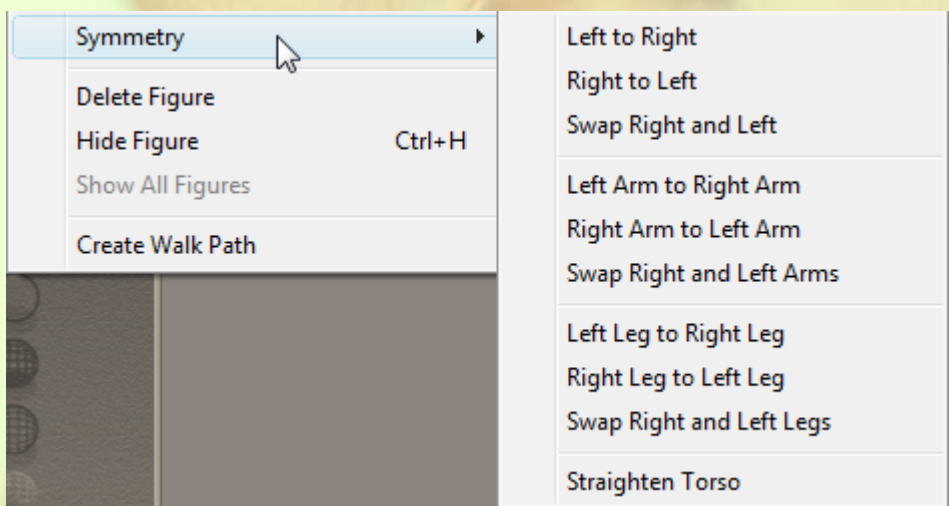 Symmetry
Delete Figure
Hide Figure Ctrl+H
Show All Figures
Create Walk Path
Left to Right
Right to Left
Swap Right and Left
Left Arm to Right Arm
Right Arm to Left Arm
Swap Right and Left Arms
Left Leg to Right Leg
Right Leg to Left Leg
Swap Right and Left Legs
Straighten Torso